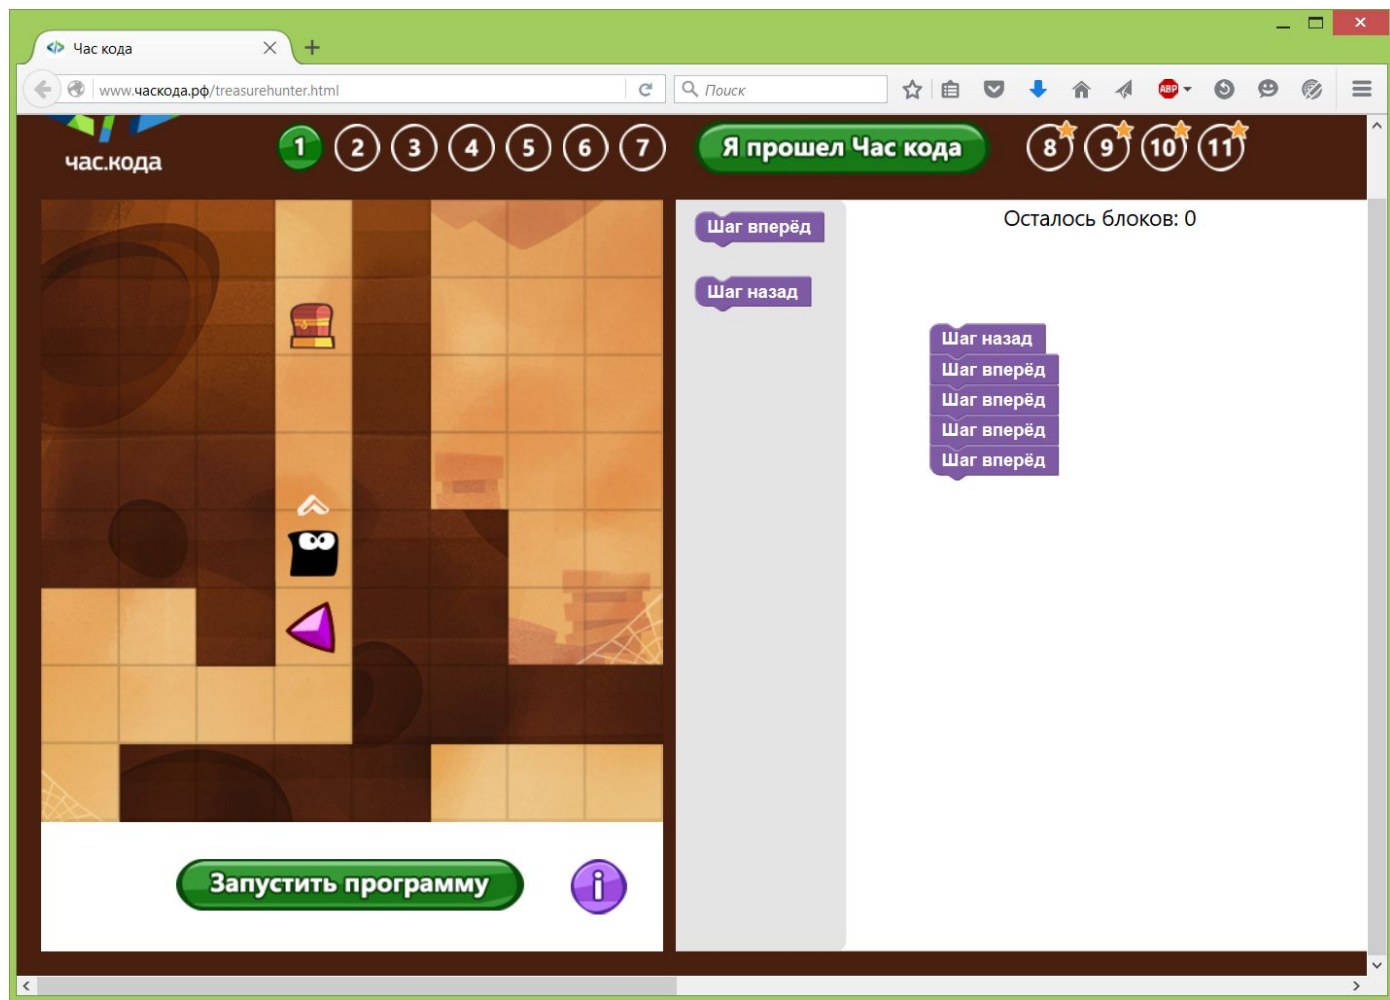 Час кода
www.часкода.рф/treasurehunter.html
Поиск
ABP
час.кода
1 2 3 4 5 6 7
Я прошел Час кода
8 9 10 11
Шаг вперёд
Шаг назад
Осталось блоков: 0
Шаг назад
Шаг вперёд
Шаг вперёд
Шаг вперёд
Шаг вперёд
Запустить программу
i